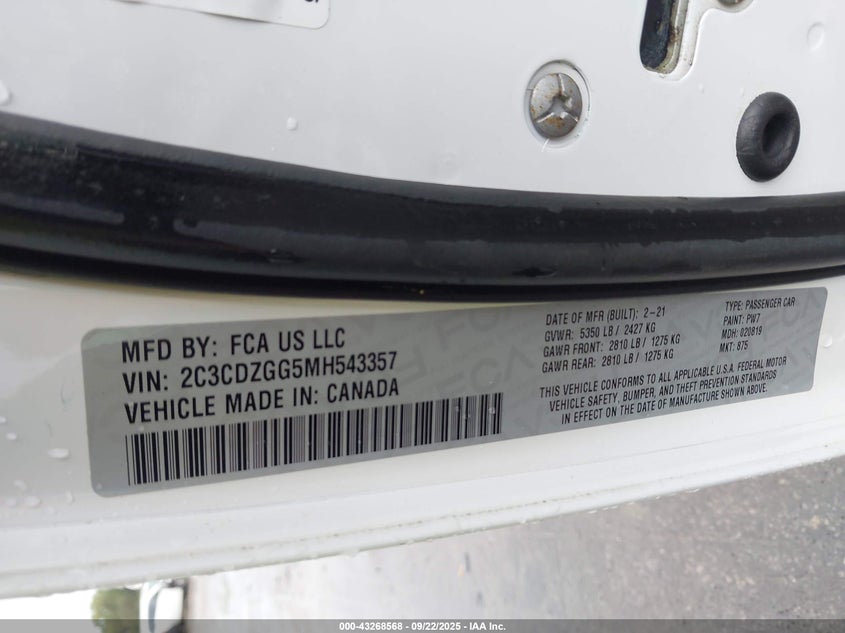 MFD BY: FCA US LLC
VIN: 2C3CDZGG5MH543357
VEHICLE MADE IN: CANADA
DATE OF MFR (BUILT): 2-21
GVWR: 5350 LB / 2427 KG
GAWR FRONT: 2810 LB / 1275 KG
GAWR REAR: 2810 LB / 1275 KG
TYPE: PASSENGER CAR
PAINT: PW7
MDH: 020819
MKT: 875
THIS VEHICLE CONFORMS TO ALL APPLICABLE U.S.A. FEDERAL MOTOR
VEHICLE SAFETY, BUMPER, AND THEFT PREVENTION STANDARDS
IN EFFECT ON THE DATE OF MANUFACTURE SHOWN ABOVE.
000-43268568 - 09/22/2025 - IAA Inc.